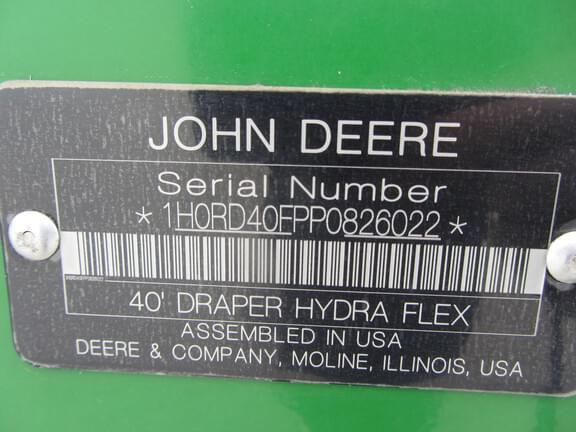 JOHN DEERE
Serial Number
*1H0RD40FPP0826022*
40' DRAPER HYDRA FLEX
ASSEMBLED IN USA
DEERE & COMPANY, MOLINE, ILLINOIS, USA